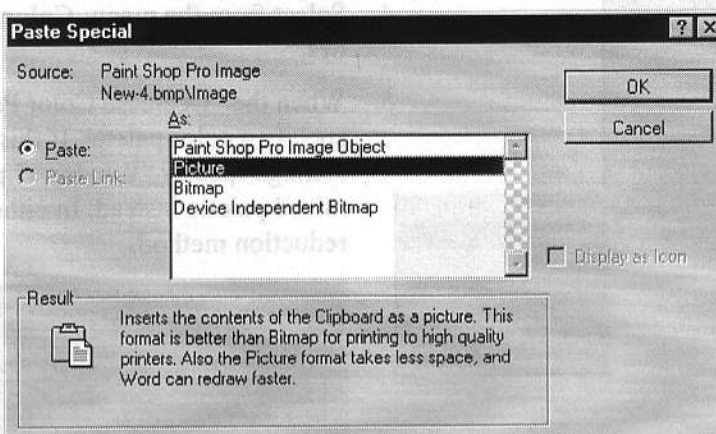 Paste Special
Source: Paint Shop Pro Image
New-4.bmp\Image
As:
Paste:
Paste Link:
Paint Shop Pro Image Object
Picture
Bitmap
Device Independent Bitmap
OK
Cancel
Display as Icon
Result
Inserts the contents of the Clipboard as a picture. This
format is better than Bitmap for printing to high quality
printers. Also the Picture format takes less space, and
Word can redraw faster.
reduction method.